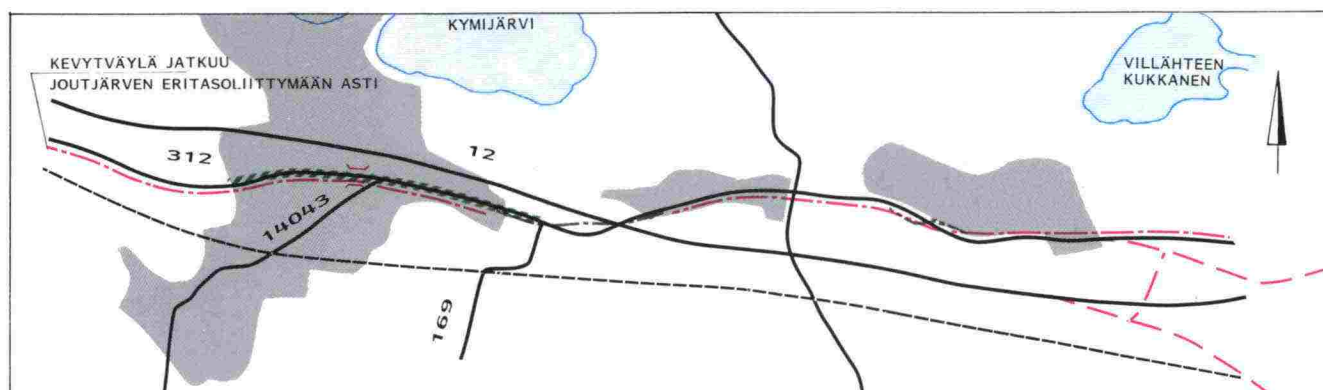 KYMIJÄRVI
VILLÄHTEEN
KUKKANEN
KEVYTVÄYLÄ JATKUU
JOUTJÄRVEN ERITASOLIITTYMÄÄN ASTI
312
12
14043
169